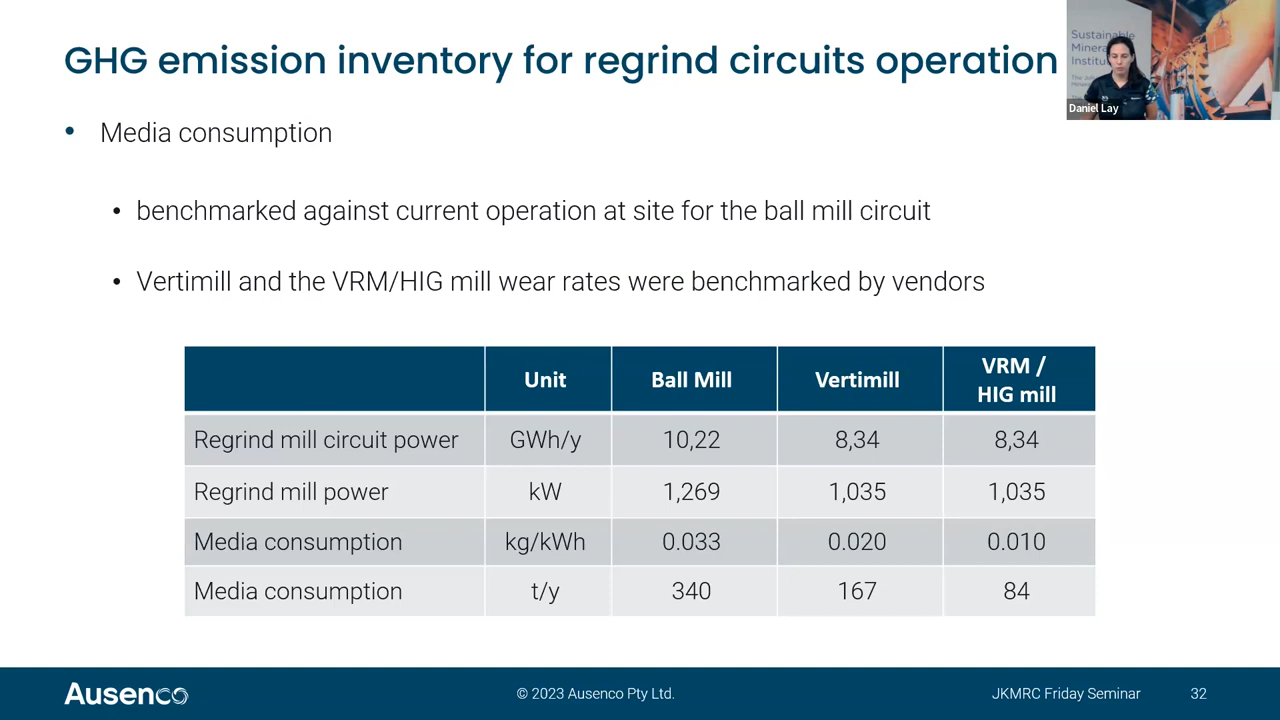 GHG emission inventory for regrind circuits operation
Sustainable
Minera
Instit
Daniel Lay
• Media consumption
• benchmarked against current operation at site for the ball mill circuit
• Vertimill and the VRM/HIG mill wear rates were benchmarked by vendors
Unit Ball Mill Vertimill VRM / HIG mill
Regrind mill circuit power GWh/y 10,22 8,34 8,34
Regrind mill power kW 1,269 1,035 1,035
Media consumption kg/kWh 0.033 0.020 0.010
Media consumption t/y 340 167 84
Ausenco © 2023 Ausenco Pty Ltd. JKMRC Friday Seminar 32